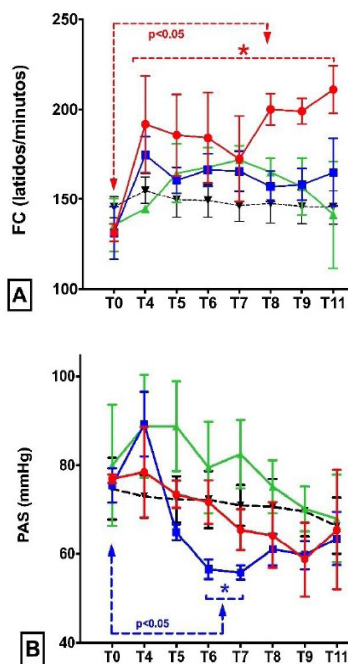 250
p<0.05
*
200
FC (latidos/minutos)
150
100
T0 T4 T5 T6 T7 T8 T9 T11
A
100
80
PAS (mmHg)
60
*
p<0.05
40
T0 T4 T5 T6 T7 T8 T9 T11
B